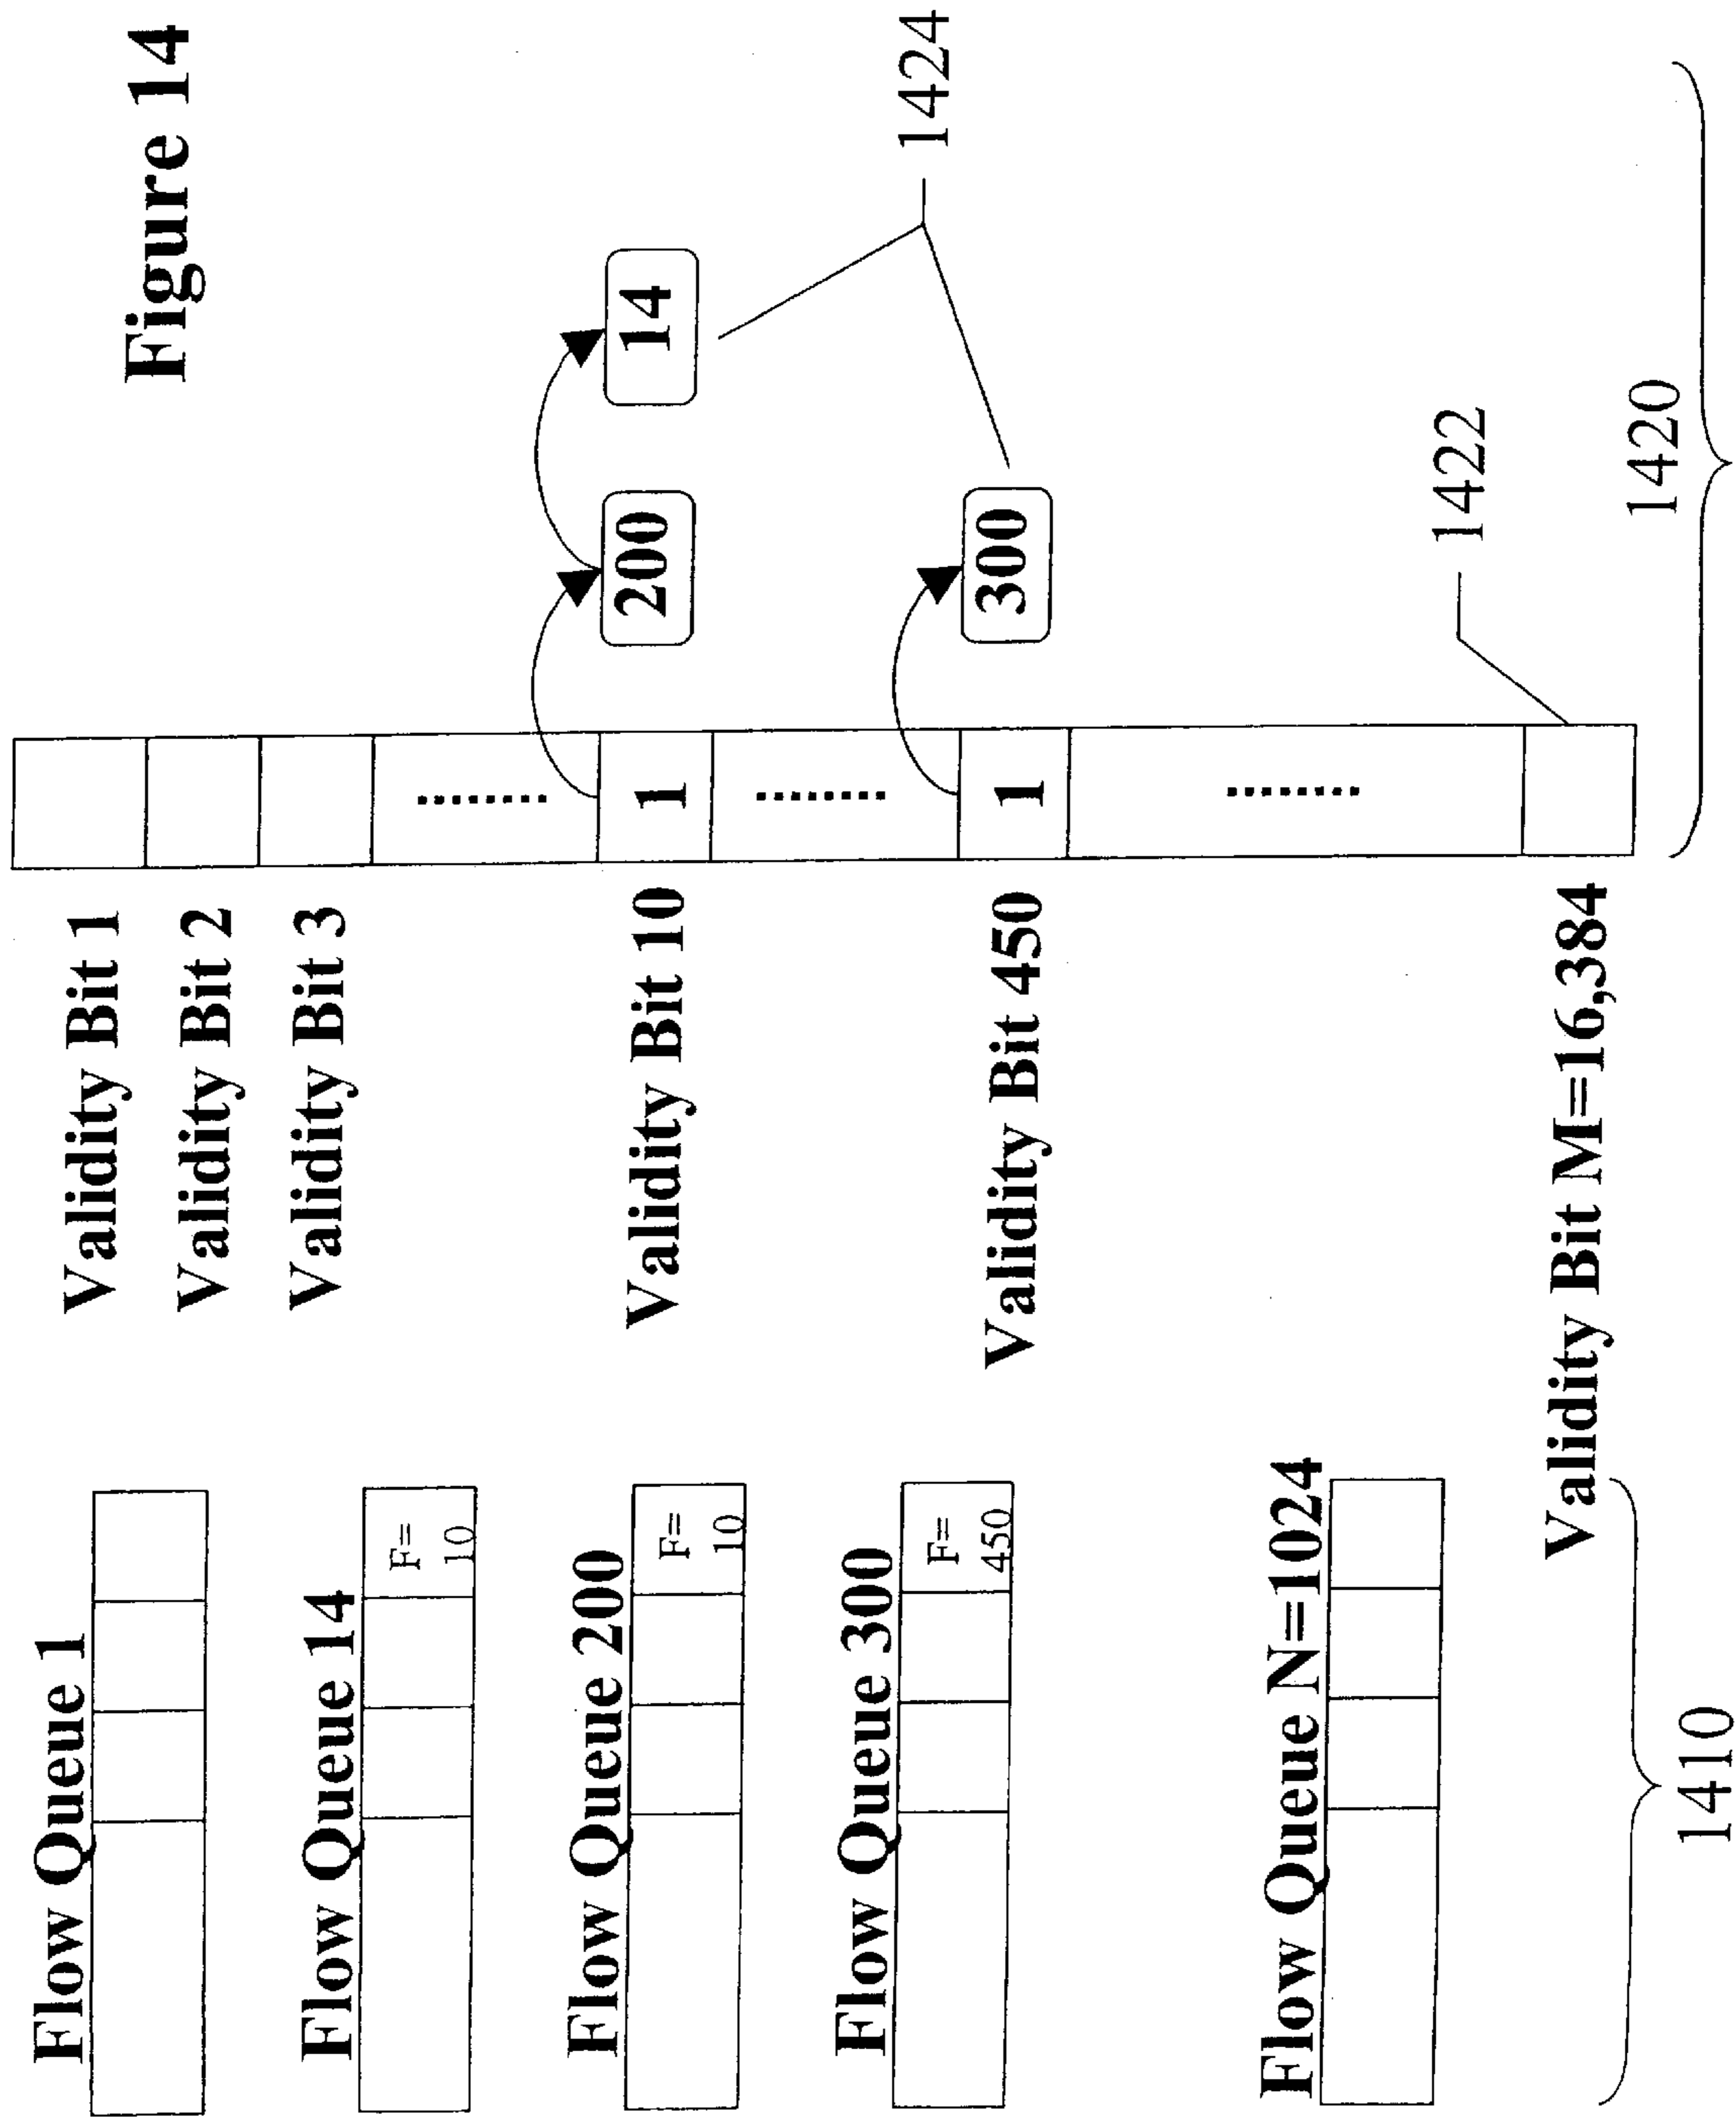 Figure 14
Flow Queue 1
Flow Queue 14
F=
10
Flow Queue 200
F=
10
Flow Queue 300
F=
450
Flow Queue N=1024
1410
Validity Bit 1
Validity Bit 2
Validity Bit 3
Validity Bit 10
Validity Bit 450
Validity Bit M=16,384
1
1
200
14
300
1424
1422
1420